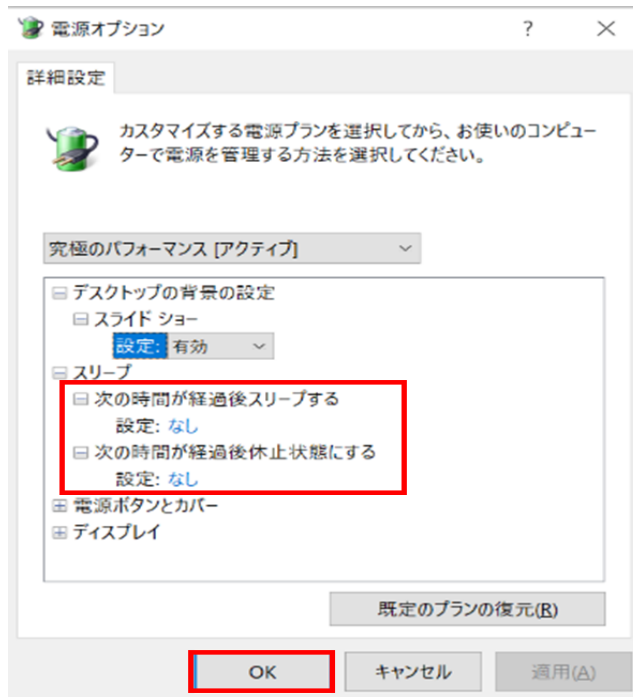 電源オプション
詳細設定
カスタマイズする電源プランを選択してから、お使いのコンピュー
ターで電源を管理する方法を選択してください。
究極のパフォーマンス [アクティブ]
デスクトップの背景の設定
スライド ショー
設定: 有効
スリープ
次の時間が経過後スリープする
設定: なし
次の時間が経過後休止状態にする
設定: なし
電源ボタンとカバー
ディスプレイ
既定のプランの復元(R)
OK キャンセル 適用(A)